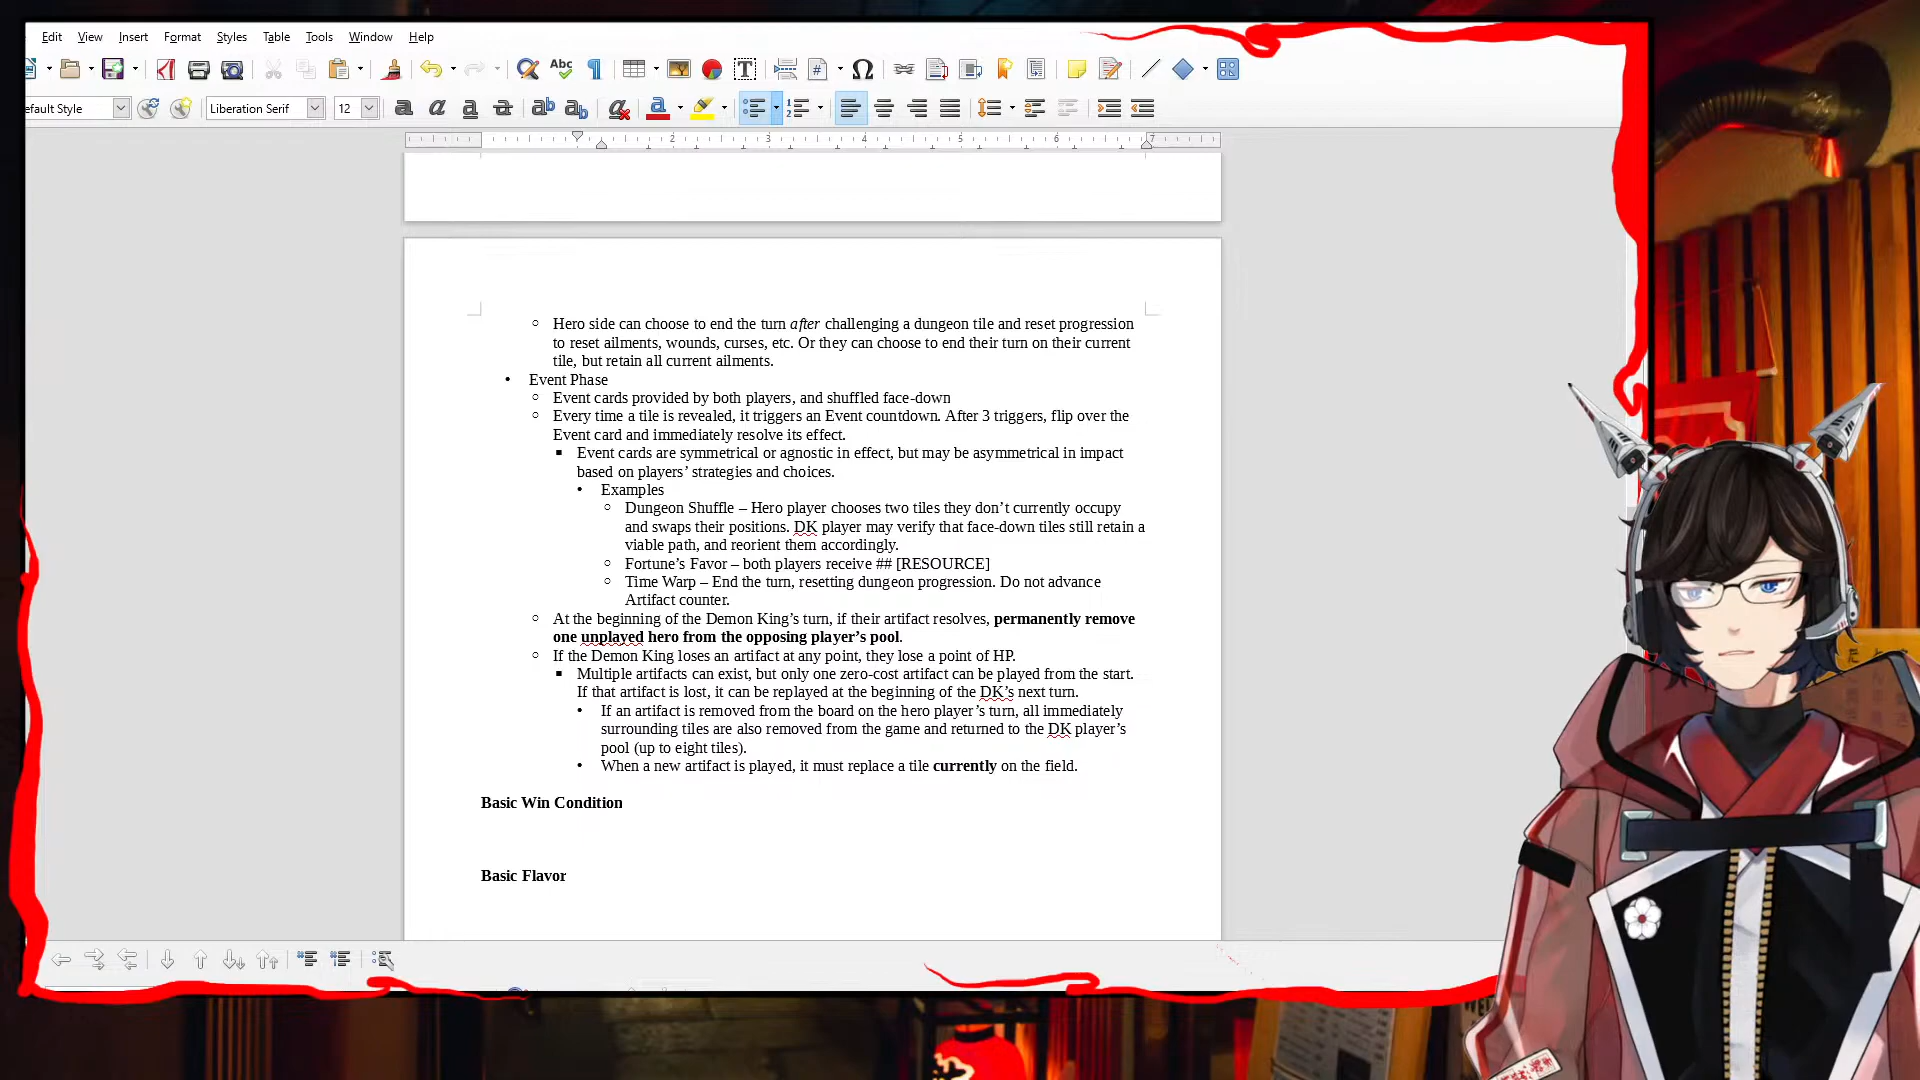 Edit View Insert Format Styles Table Tools Window Help
efault Style Liberation Serif 12
2 3 4 5 6 7
Hero side can choose to end the turn after challenging a dungeon tile and reset progression
to reset ailments, wounds, curses, etc. Or they can choose to end their turn on their current
tile, but retain all current ailments.
• Event Phase
Event cards provided by both players, and shuffled face-down
Every time a tile is revealed, it triggers an Event countdown. After 3 triggers, flip over the
Event card and immediately resolve its effect.
Event cards are symmetrical or agnostic in effect, but may be asymmetrical in impact
based on players’ strategies and choices.
• Examples
Dungeon Shuffle – Hero player chooses two tiles they don’t currently occupy
and swaps their positions. DK player may verify that face-down tiles still retain a
viable path, and reorient them accordingly.
Fortune’s Favor – both players receive ## [RESOURCE]
Time Warp – End the turn, resetting dungeon progression. Do not advance
Artifact counter.
At the beginning of the Demon King’s turn, if their artifact resolves, permanently remove
one unplayed hero from the opposing player’s pool.
If the Demon King loses an artifact at any point, they lose a point of HP.
Multiple artifacts can exist, but only one zero-cost artifact can be played from the start.
If that artifact is lost, it can be replayed at the beginning of the DK’s next turn.
• If an artifact is removed from the board on the hero player’s turn, all immediately
surrounding tiles are also removed from the game and returned to the DK player’s
pool (up to eight tiles).
• When a new artifact is played, it must replace a tile currently on the field.
Basic Win Condition
Basic Flavor